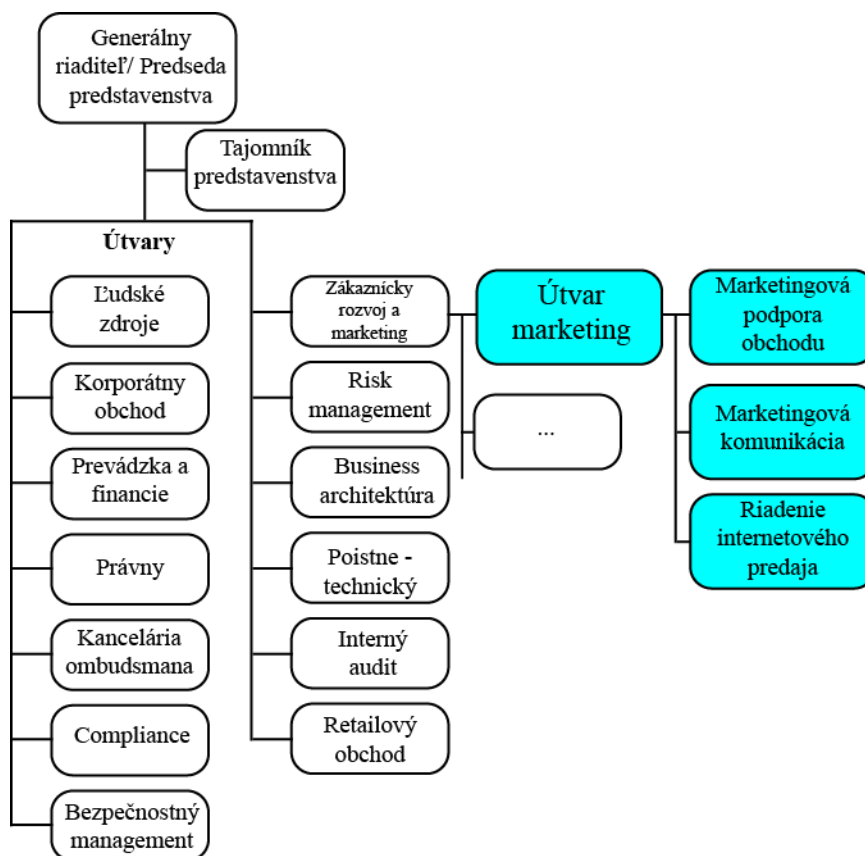 Generálny
riaditeľ/ Predseda
predstavenstva
Tajomník
predstavenstva
Útvary
Ľudské
zdroje
Korporátny
obchod
Prevádzka a
financie
Právny
Kancelária
ombudsmana
Compliance
Bezpečnostný
management
Zákaznícky
rozvoj a
marketing
Risk
management
Business
architektúra
Poistne -
technický
Interný
audit
Retailový
obchod
Útvar
marketing
...
Marketingová
podpora
obchodu
Marketingová
komunikácia
Riadenie
internetového
predaja